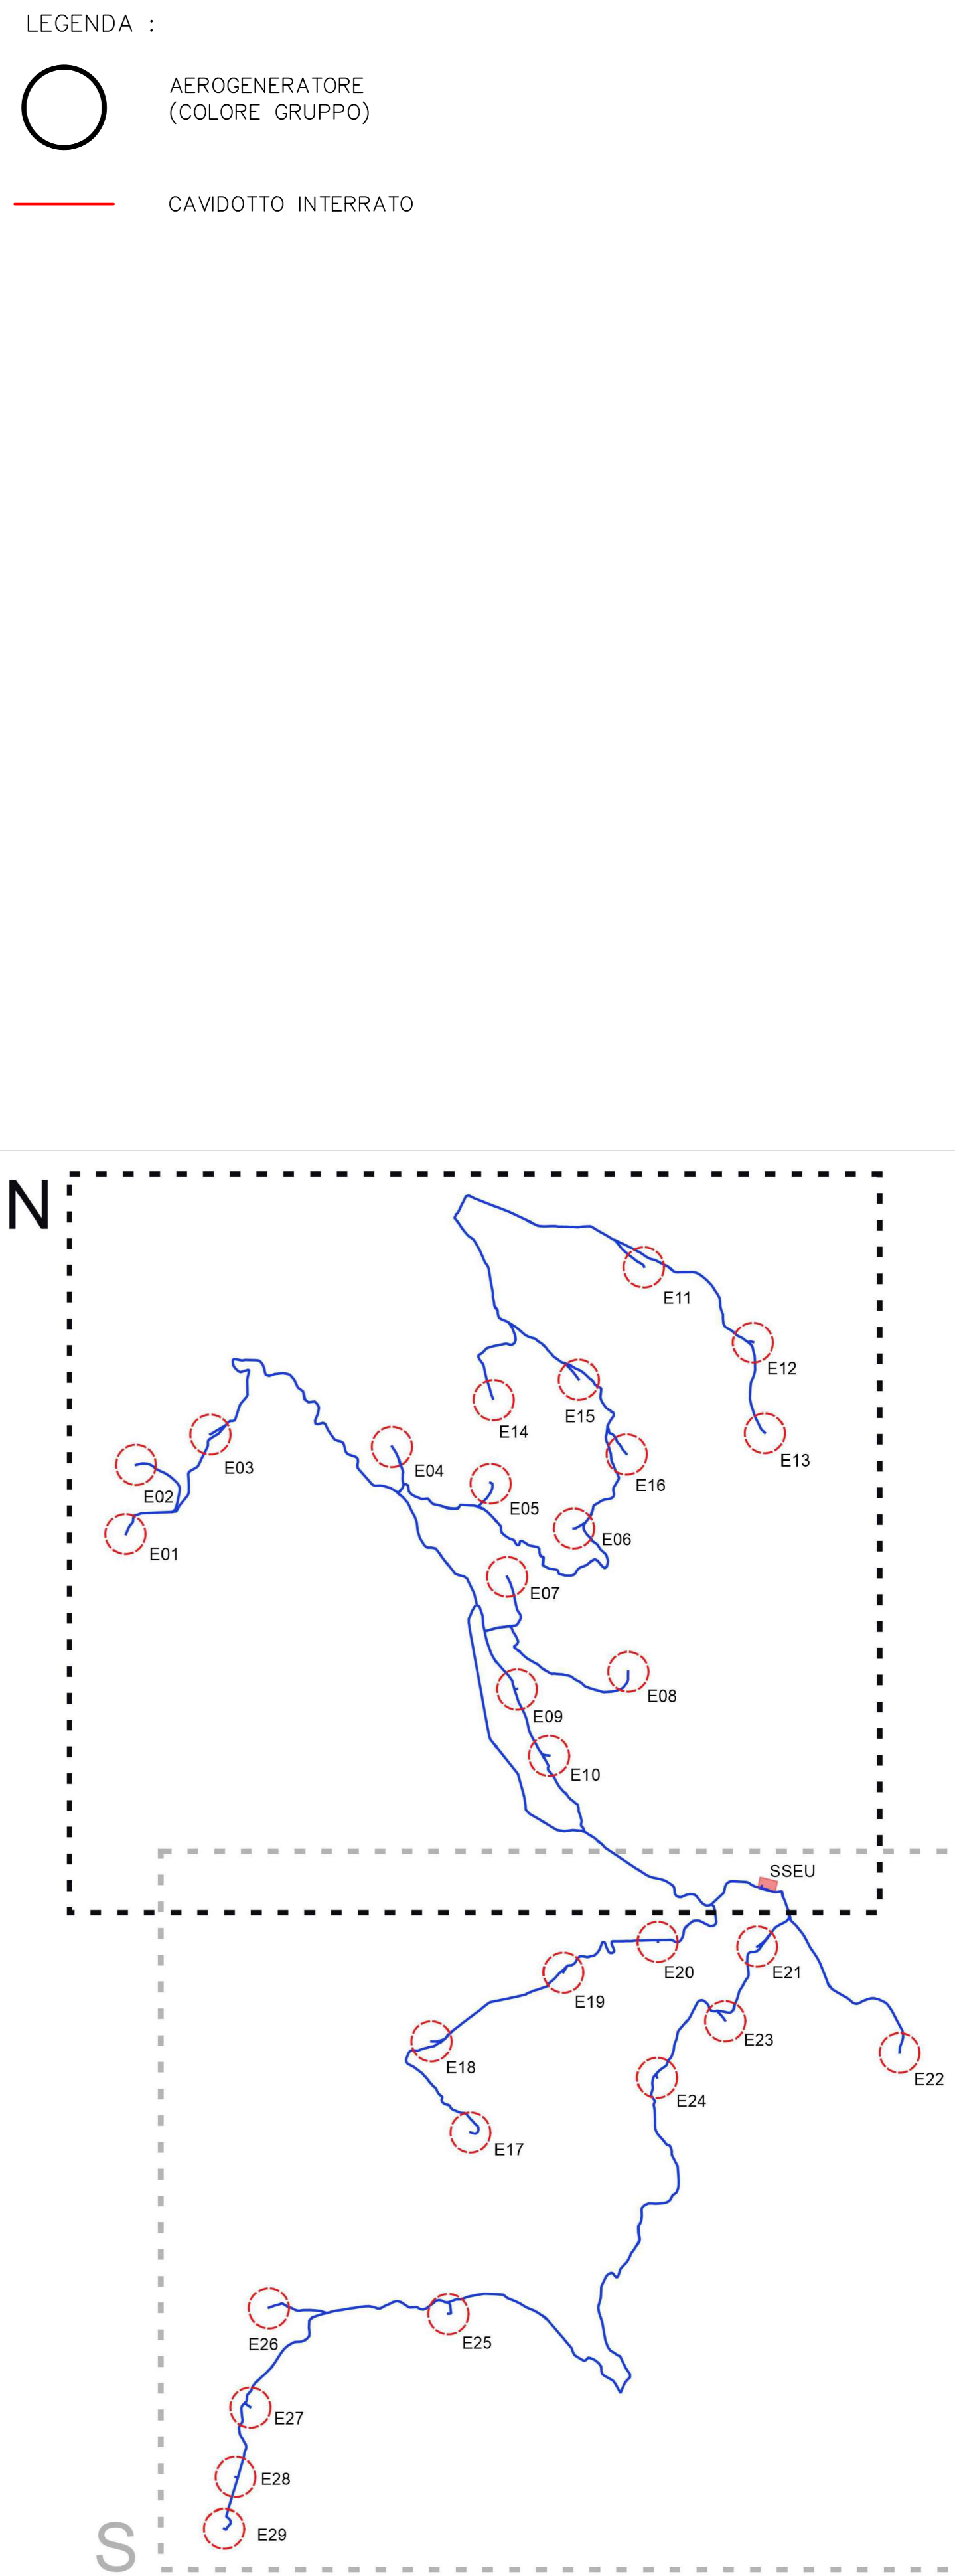 LEGENDA :
AEROGENERATORE
(COLORE GRUPPO)
CAVIDOTTO INTERRATO
N
E11
E12
E15
E14
E13
E03
E04
E16
E02
E05
E06
E01
E07
E08
E09
E10
SSEU
E20
E21
E19
E23
E18
E22
E24
E17
E26
E25
E27
E28
E29
S